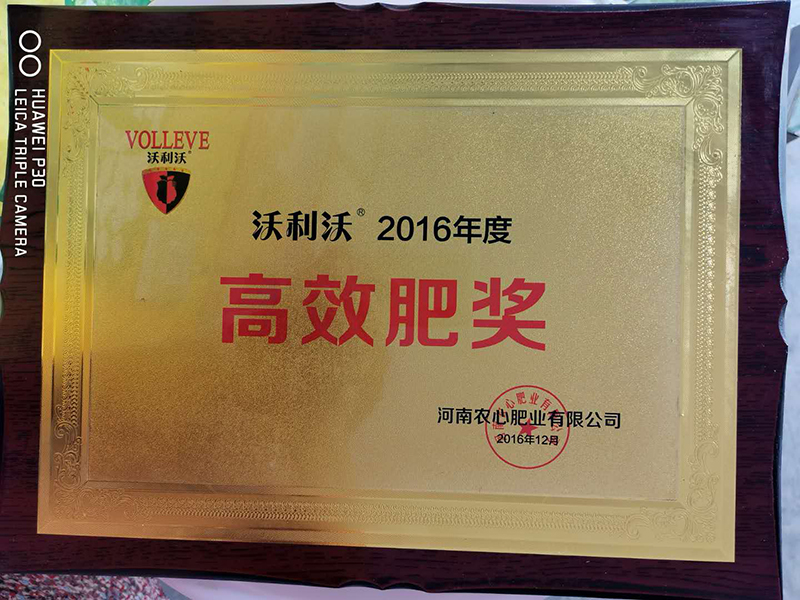 HUAWEI P30
LEICA TRIPLE CAMERA
VOLLEVE
沃利沃®
沃利沃® 2016年度
高效肥奖
河南农心肥业有限公司
2016年12月